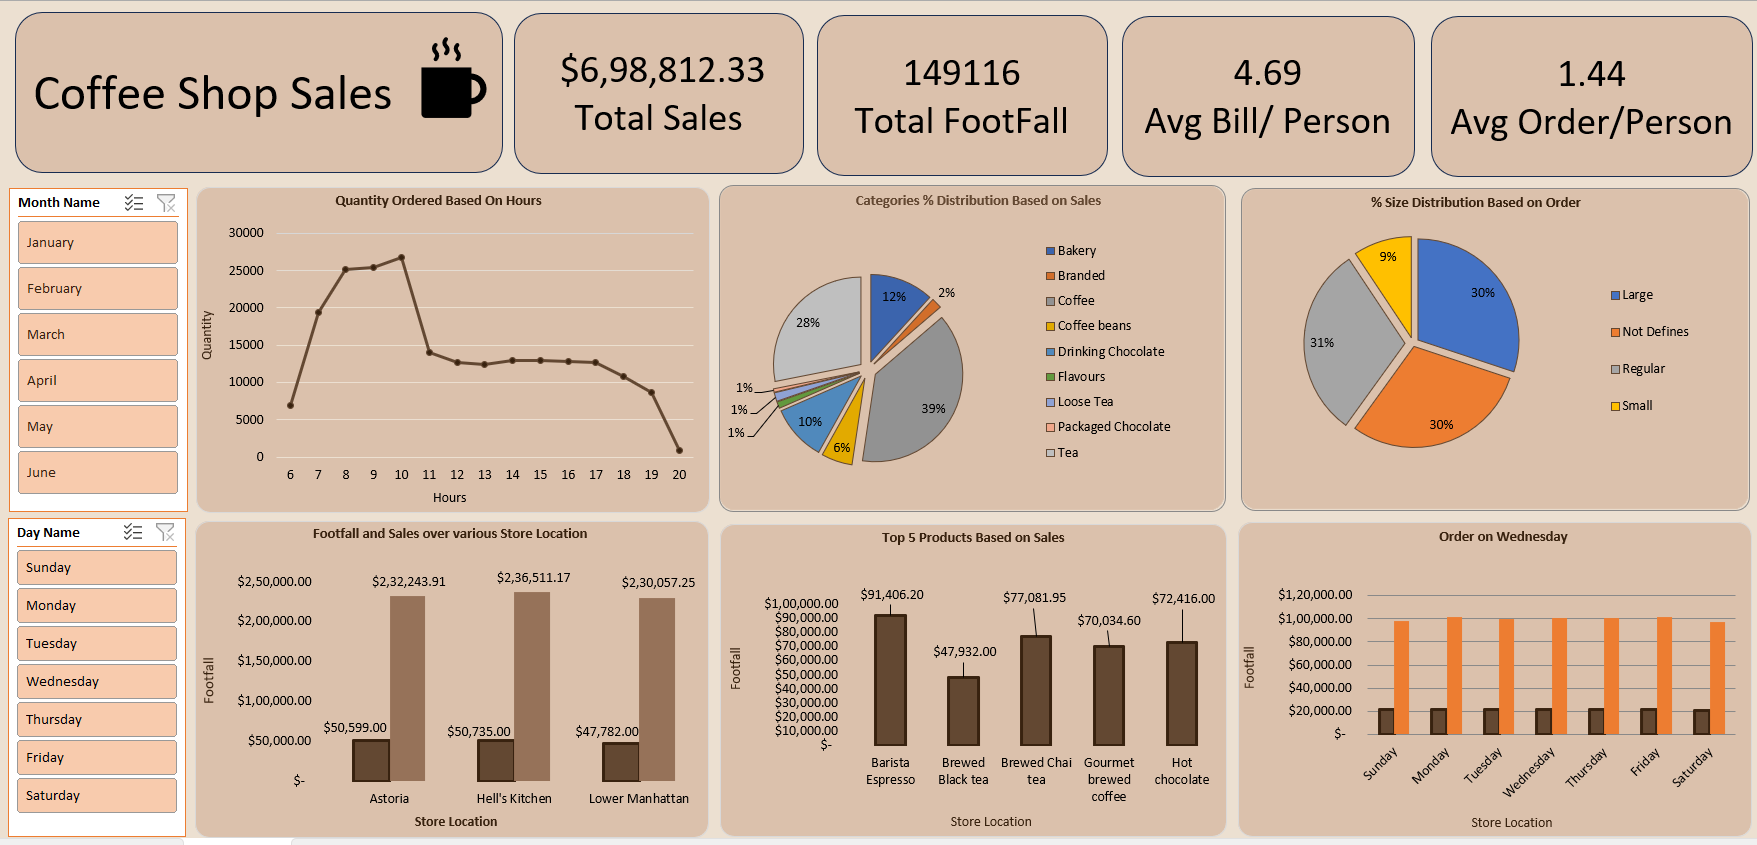 Coffee Shop Sales
$6,98,812.33
Total Sales
149116
Total FootFall
4.69
Avg Bill/ Person
1.44
Avg Order/Person
Month Name
January
February
March
April
May
June
Quantity Ordered Based On Hours
30000
25000
20000
15000
10000
5000
0
Quantity
6 7 8 9 10 11 12 13 14 15 16 17 18 19 20
Hours
Categories % Distribution Based on Sales
12%
2%
39%
6%
10%
1%
1%
1%
28%
Bakery
Branded
Coffee
Coffee beans
Drinking Chocolate
Flavours
Loose Tea
Packaged Chocolate
Tea
% Size Distribution Based on Order
9%
30%
31%
30%
Large
Not Defines
Regular
Small
Day Name
Sunday
Monday
Tuesday
Wednesday
Thursday
Friday
Saturday
Footfall and Sales over various Store Location
$2,50,000.00
$2,00,000.00
$1,50,000.00
$1,00,000.00
$50,000.00
$-
Footfall
$2,32,243.91
$2,36,511.17
$2,30,057.25
$50,599.00
$50,735.00
$47,782.00
Astoria
Hell's Kitchen
Lower Manhattan
Store Location
Top 5 Products Based on Sales
$1,00,000.00
$90,000.00
$80,000.00
$70,000.00
$60,000.00
$50,000.00
$40,000.00
$30,000.00
$20,000.00
$10,000.00
$-
Footfall
$91,406.20
$47,932.00
$77,081.95
$70,034.60
$72,416.00
Barista
Espresso
Brewed
Black tea
Brewed Chai
tea
Gourmet
brewed
coffee
Hot
chocolate
Store Location
Order on Wednesday
$1,20,000.00
$1,00,000.00
$80,000.00
$60,000.00
$40,000.00
$20,000.00
$-
Footfall
Sunday
Monday
Tuesday
Wednesday
Thursday
Friday
Saturday
Store Location